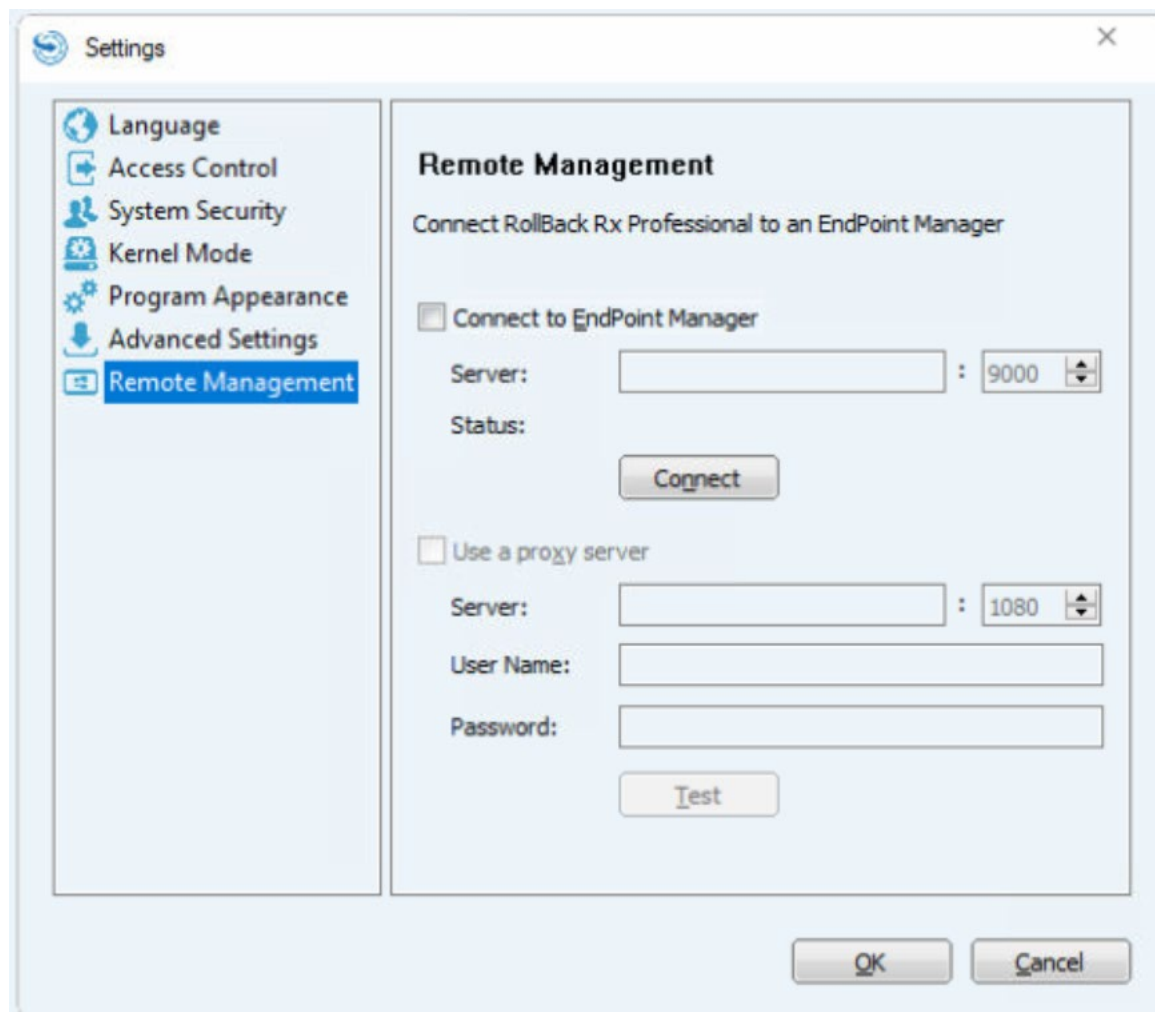 Settings
Language
Access Control
System Security
Kernel Mode
Program Appearance
Advanced Settings
Remote Management
Remote Management
Connect RollBack Rx Professional to an EndPoint Manager
Connect to EndPoint Manager
Server: : 9000
Status:
Connect
Use a proxy server
Server: : 1080
User Name:
Password:
Test
OK Cancel